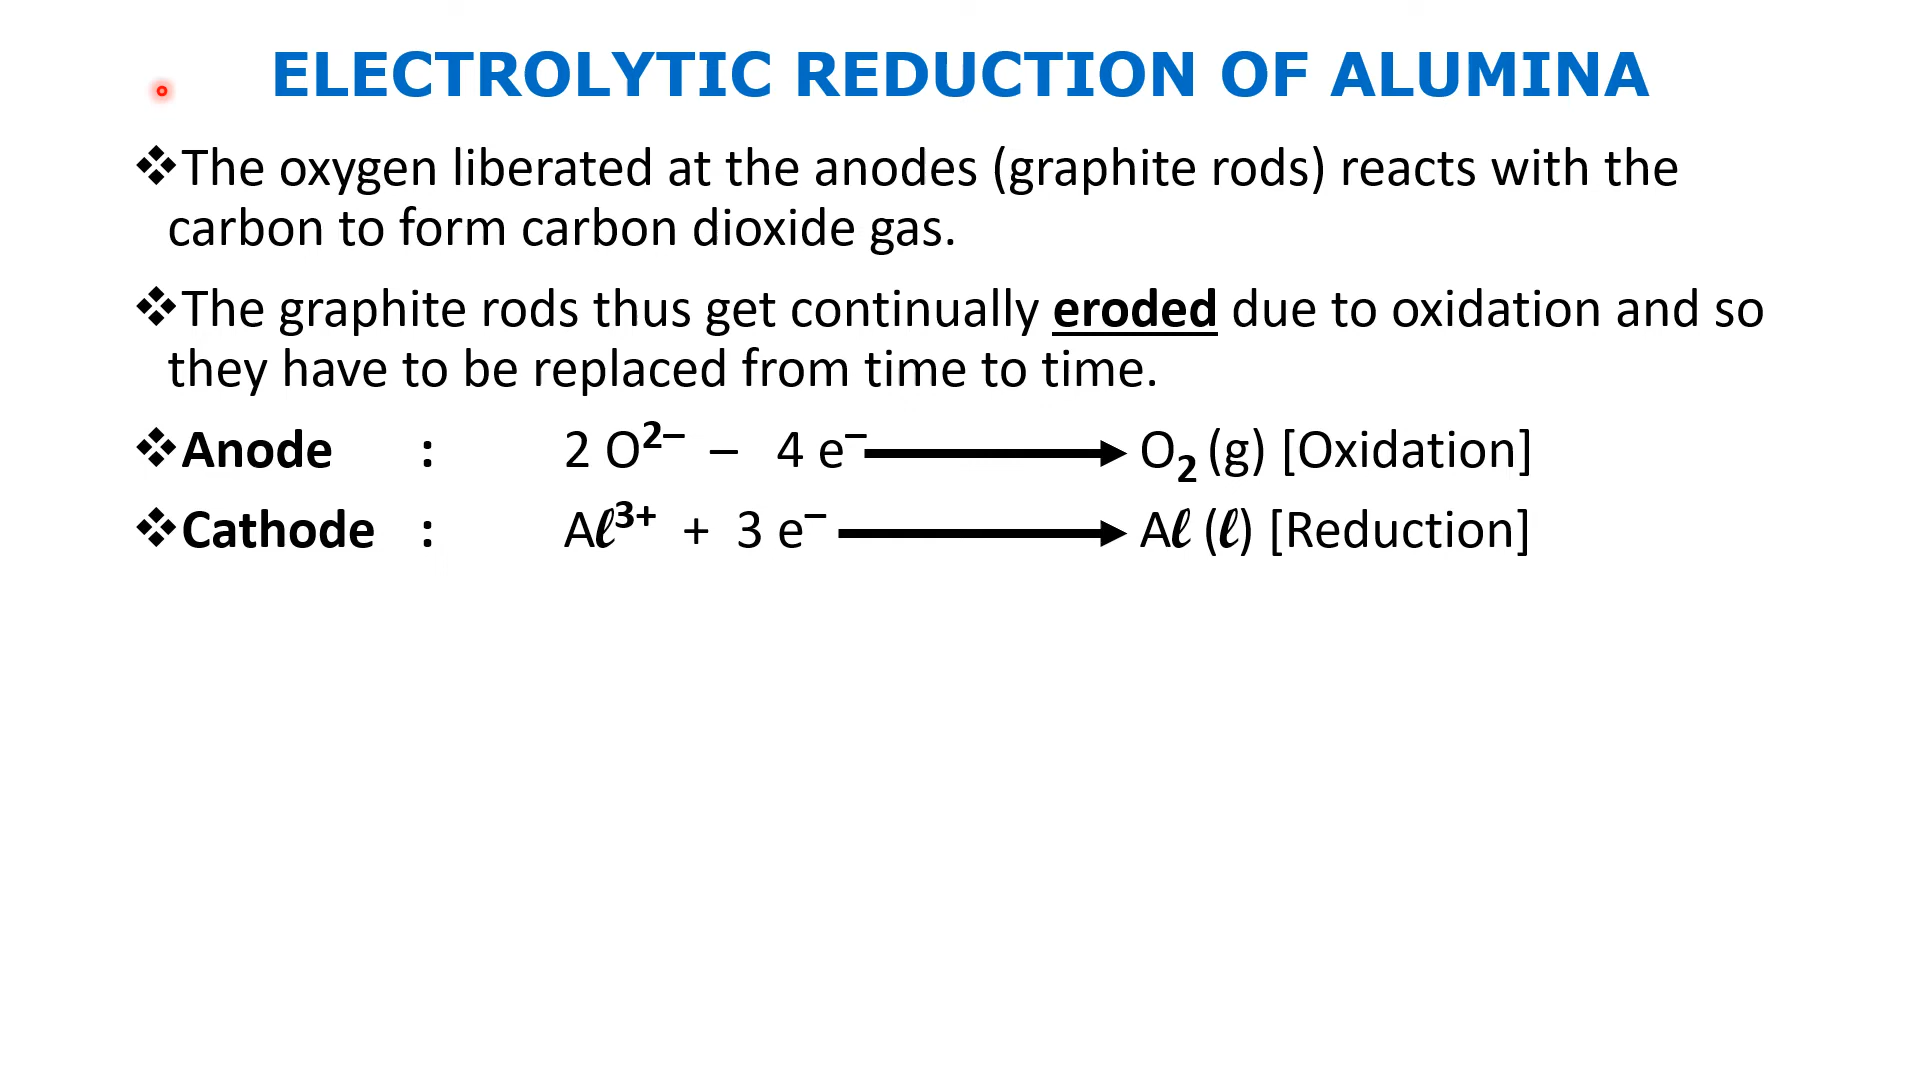 ELECTROLYTIC REDUCTION OF ALUMINA
❖The oxygen liberated at the anodes (graphite rods) reacts with the
carbon to form carbon dioxide gas.
❖The graphite rods thus get continually eroded due to oxidation and so
they have to be replaced from time to time.
❖Anode : 2 O²⁻ – 4 e⁻ ⟶ O₂ (g) [Oxidation]
❖Cathode : Aℓ³⁺ + 3 e⁻ ⟶ Aℓ (ℓ) [Reduction]